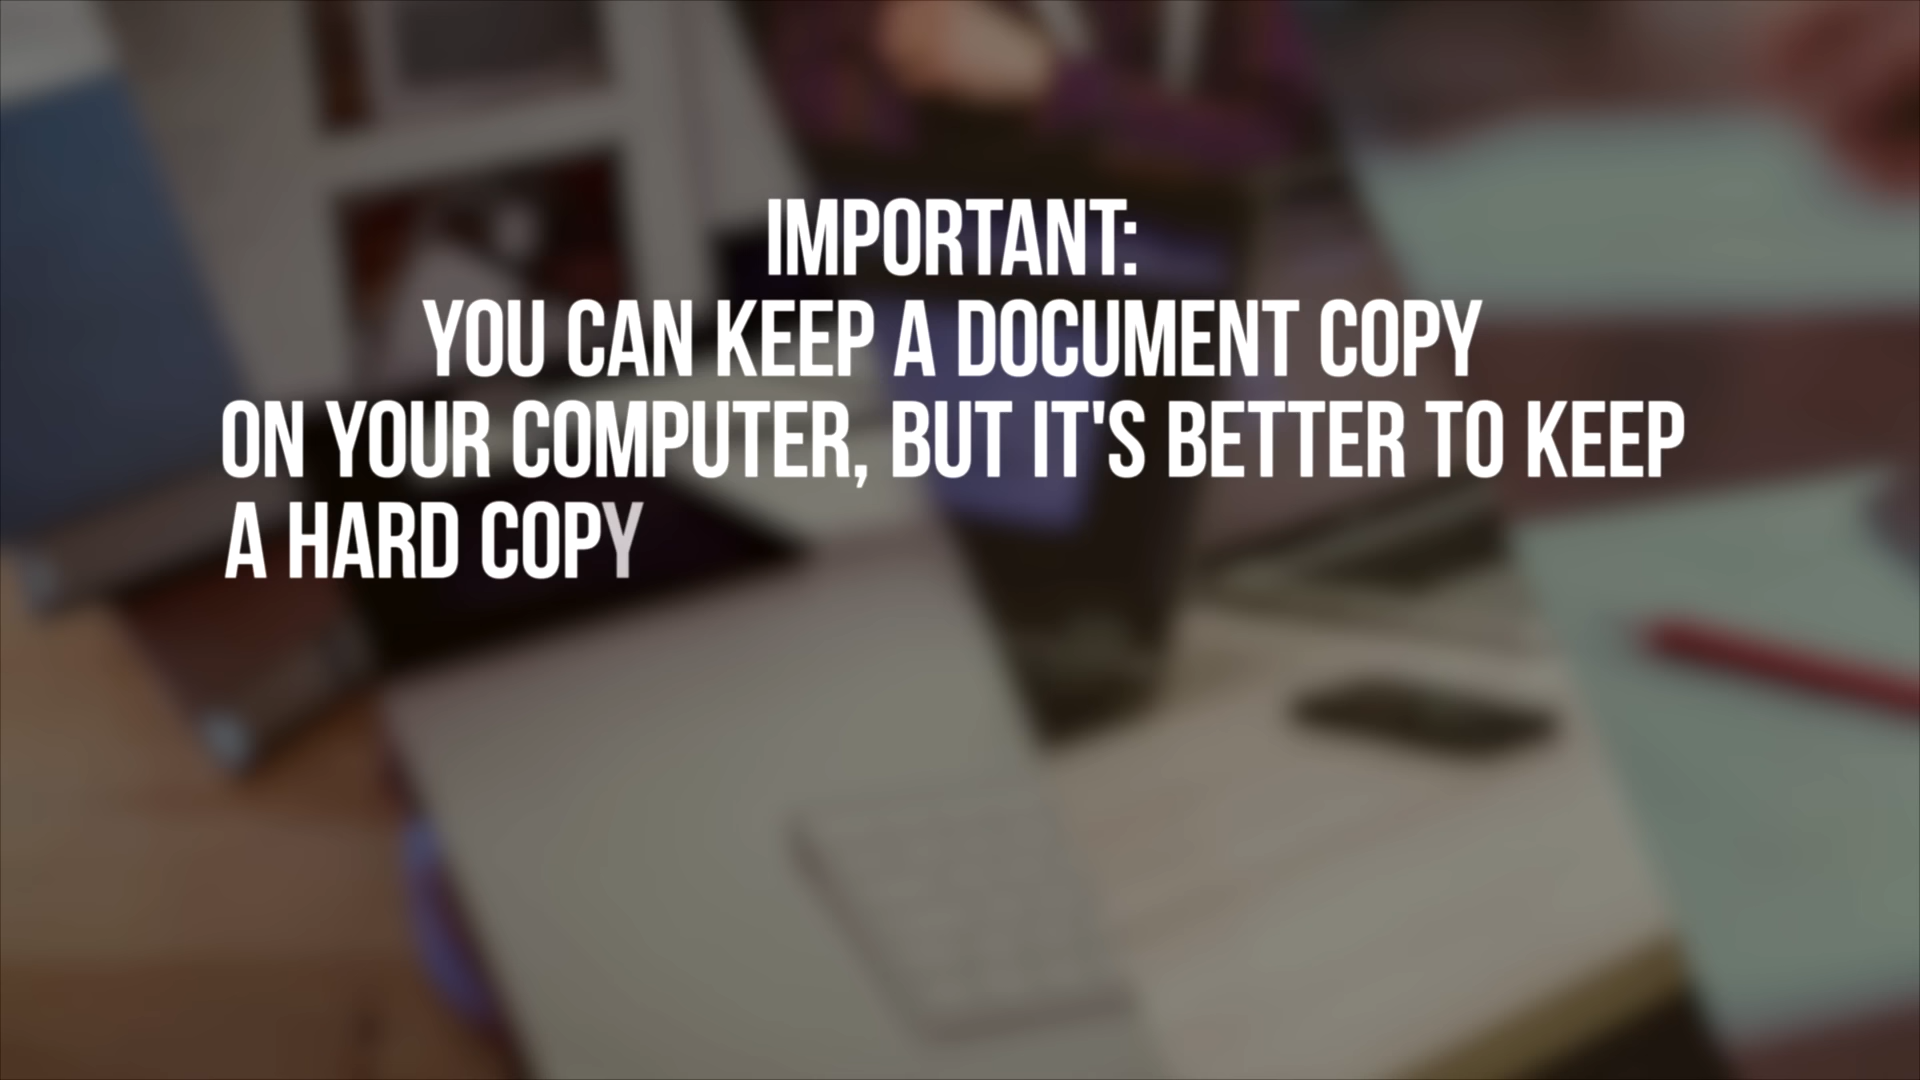 IMPORTANT:
YOU CAN KEEP A DOCUMENT COPY
ON YOUR COMPUTER, BUT IT'S BETTER TO KEEP
A HARD COPY